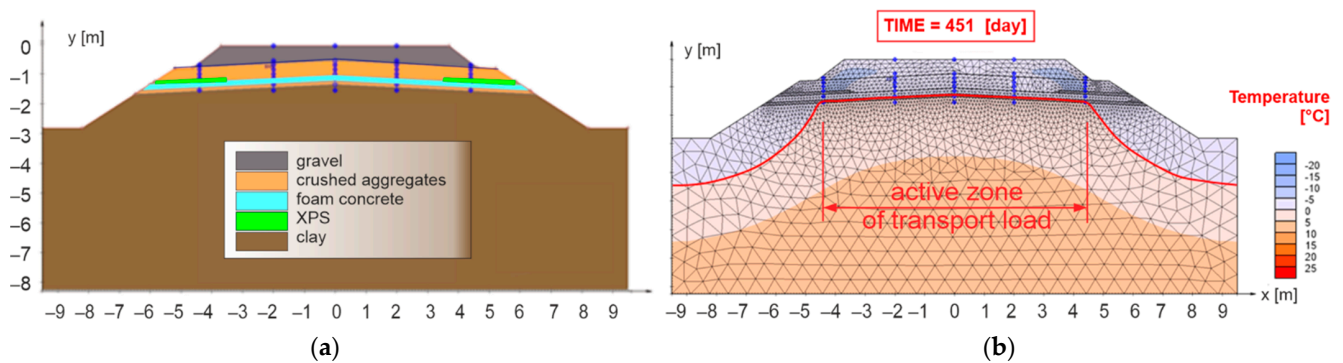 y [m]
0
–1
–2
–3
–4
–5
–6
–7
–8
gravel
crushed aggregates
foam concrete
XPS
clay
–9 –8 –7 –6 –5 –4 –3 –2 –1 0 1 2 3 4 5 6 7 8 9
(a)
TIME = 451 [day]
y [m]
Temperature
[°C]
-20
-15
-10
-5
0
5
10
15
20
25
active zone
of transport load
x [m]
–9 –8 –7 –6 –5 –4 –3 –2 –1 0 1 2 3 4 5 6 7 8 9
(b)